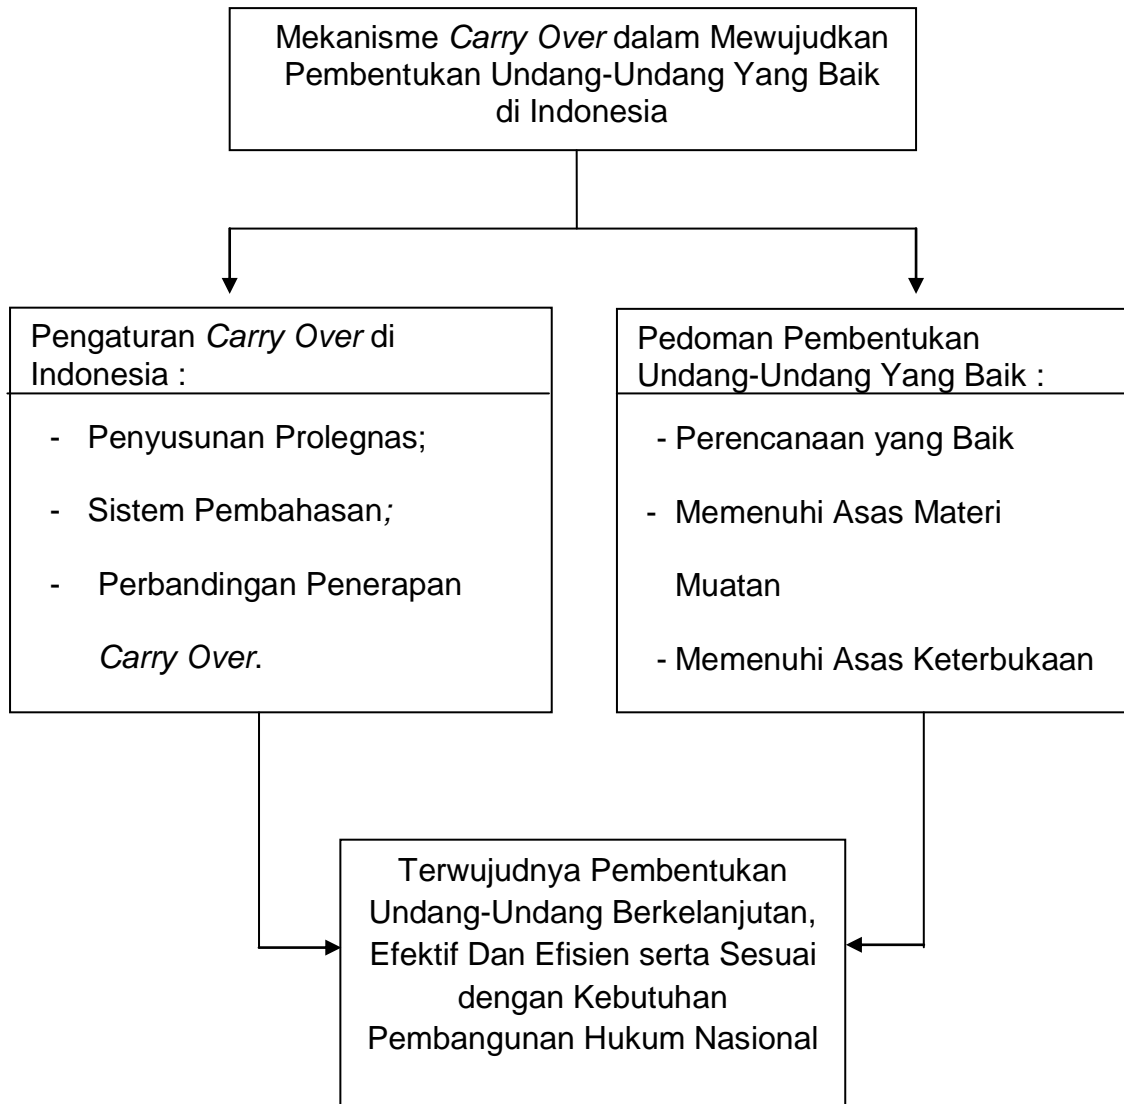 Mekanisme Carry Over dalam Mewujudkan
Pembentukan Undang-Undang Yang Baik
di Indonesia
Pengaturan Carry Over di
Indonesia :
- Penyusunan Prolegnas;
- Sistem Pembahasan;
- Perbandingan Penerapan
Carry Over.
Pedoman Pembentukan
Undang-Undang Yang Baik :
- Perencanaan yang Baik
- Memenuhi Asas Materi
Muatan
- Memenuhi Asas Keterbukaan
Terwujudnya Pembentukan
Undang-Undang Berkelanjutan,
Efektif Dan Efisien serta Sesuai
dengan Kebutuhan
Pembangunan Hukum Nasional